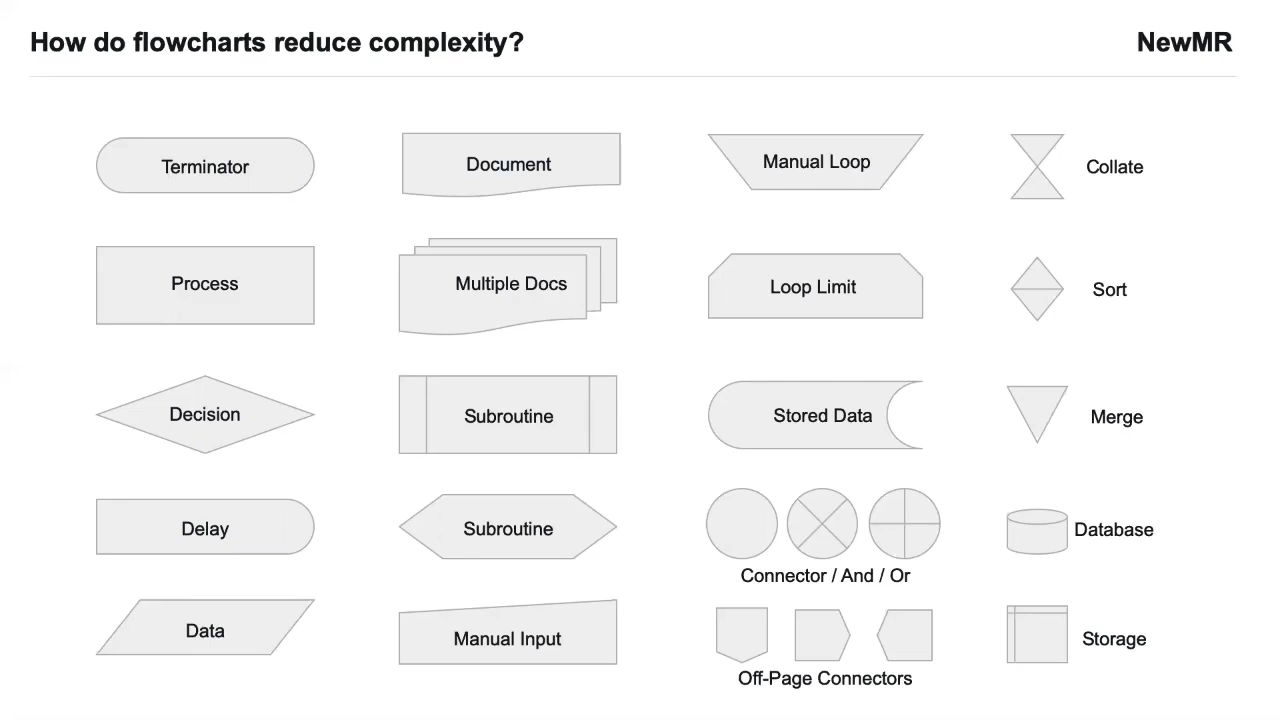 How do flowcharts reduce complexity?
NewMR
Terminator
Document
Manual Loop
Collate
Process
Multiple Docs
Loop Limit
Sort
Decision
Subroutine
Stored Data
Merge
Delay
Subroutine
Connector / And / Or
Database
Data
Manual Input
Off-Page Connectors
Storage